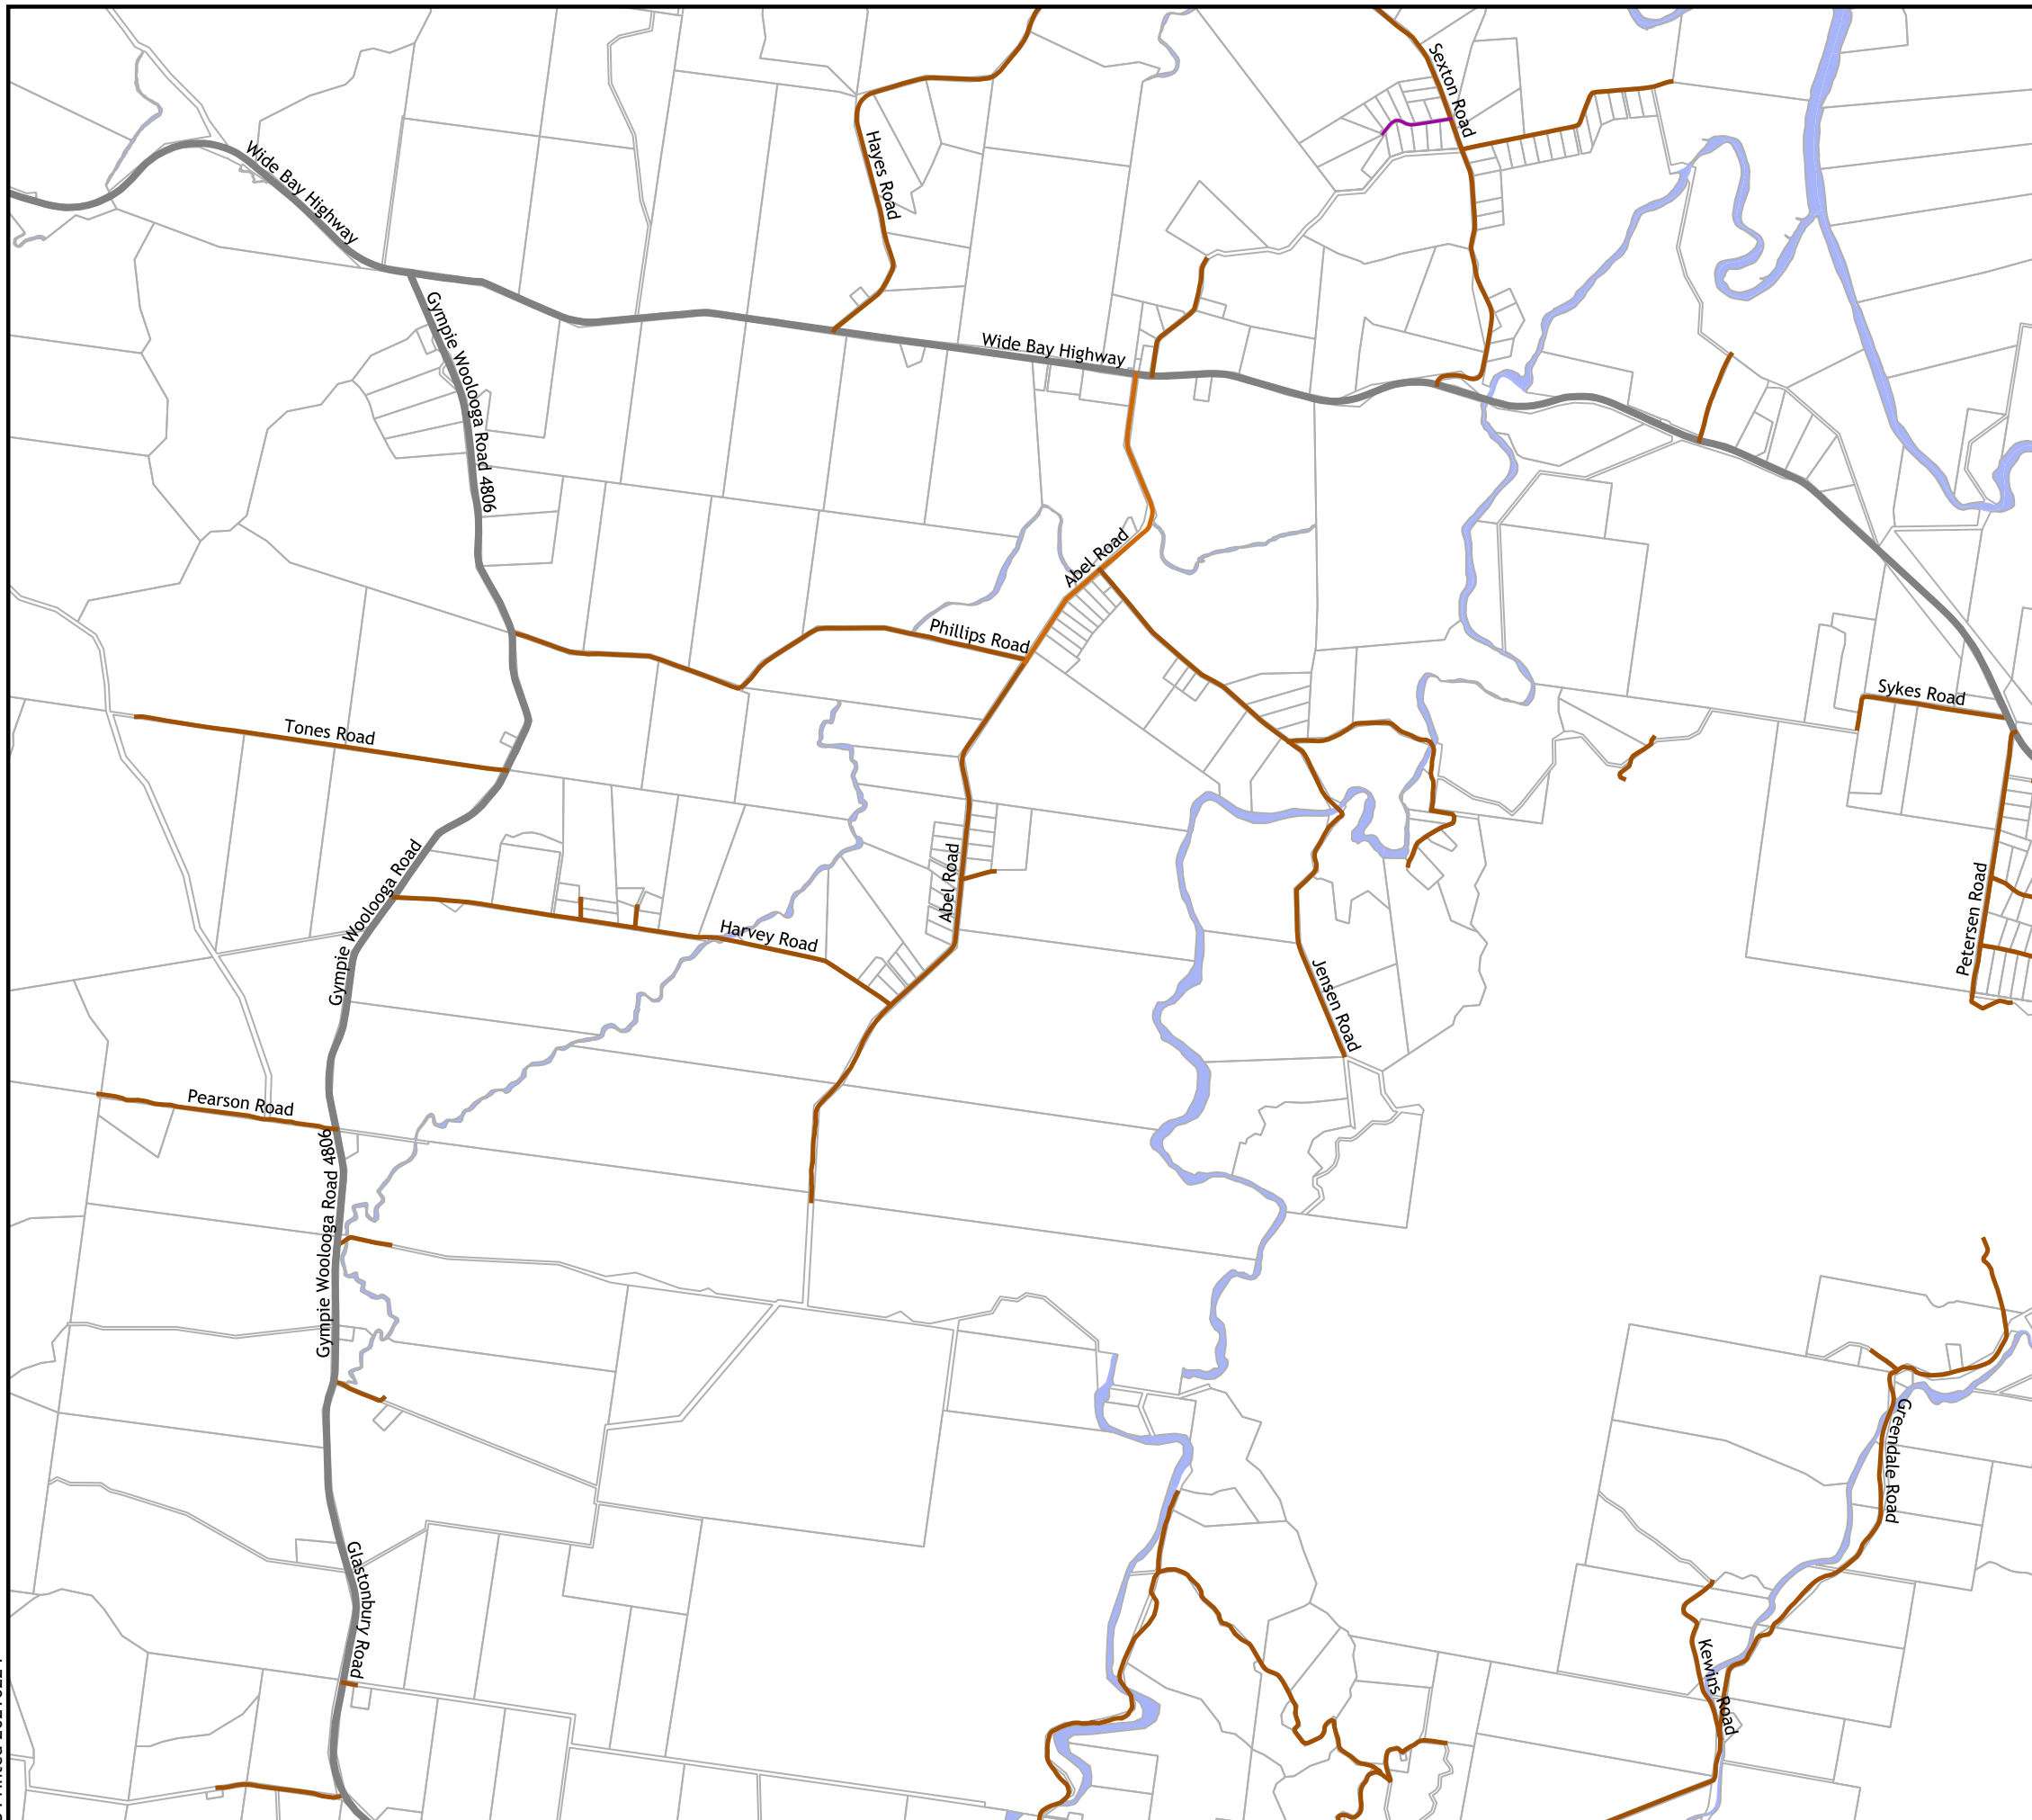 Sexton Road
Wide Bay Highway
Hayes Road
Gympie Woolooga Road 4806
Wide Bay Highway
Abel Road
Phillips Road
Sykes Road
Tones Road
Gympie Woolooga Road
Abel Road
Harvey Road
Petersen Road
Jensen Road
Pearson Road
Gympie Woolooga Road 4806
Greendale Road
Glastonbury Road
Kewins Road